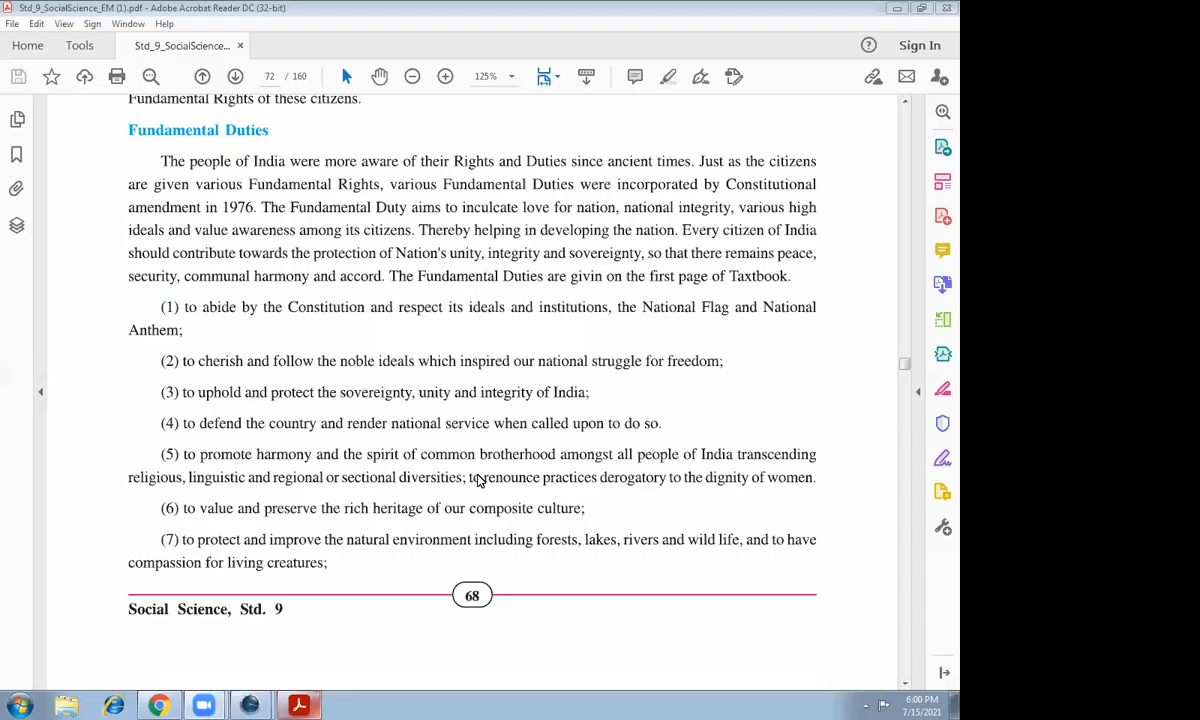 Std_9_SocialScience_EM (1).pdf - Adobe Acrobat Reader DC (32-bit)
File Edit View Sign Window Help
Home Tools Std_9_SocialScience... × Sign In
72 / 160 125%
Fundamental Rights of these citizens.
Fundamental Duties
The people of India were more aware of their Rights and Duties since ancient times. Just as the citizens
are given various Fundamental Rights, various Fundamental Duties were incorporated by Constitutional
amendment in 1976. The Fundamental Duty aims to inculcate love for nation, national integrity, various high
ideals and value awareness among its citizens. Thereby helping in developing the nation. Every citizen of India
should contribute towards the protection of Nation's unity, integrity and sovereignty, so that there remains peace,
security, communal harmony and accord. The Fundamental Duties are givin on the first page of Taxtbook.
(1) to abide by the Constitution and respect its ideals and institutions, the National Flag and National
Anthem;
(2) to cherish and follow the noble ideals which inspired our national struggle for freedom;
(3) to uphold and protect the sovereignty, unity and integrity of India;
(4) to defend the country and render national service when called upon to do so.
(5) to promote harmony and the spirit of common brotherhood amongst all people of India transcending
religious, linguistic and regional or sectional diversities; to renounce practices derogatory to the dignity of women.
(6) to value and preserve the rich heritage of our composite culture;
(7) to protect and improve the natural environment including forests, lakes, rivers and wild life, and to have
compassion for living creatures;
68
Social Science, Std. 9
6:00 PM
7/15/2021